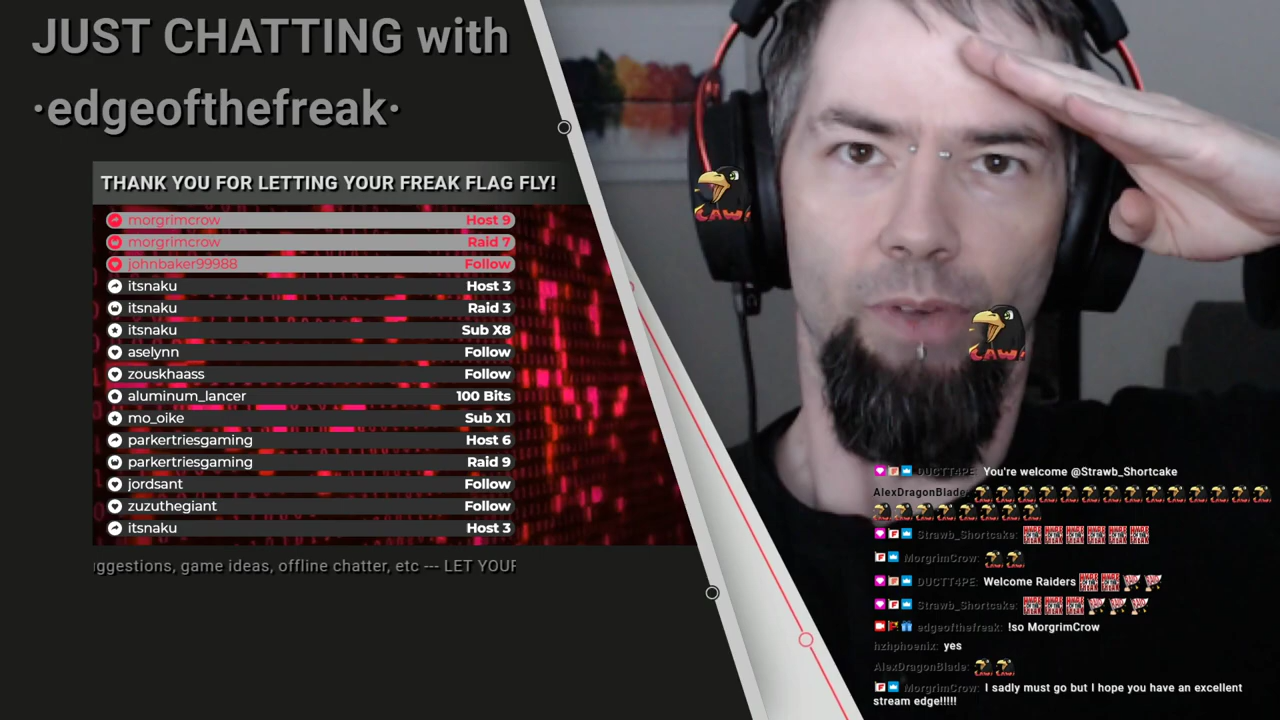 JUST CHATTING with
·edgeofthefreak·
THANK YOU FOR LETTING YOUR FREAK FLAG FLY!
morgrimcrow Host 9
morgrimcrow Raid 7
johnbaker99988 Follow
itsnaku Host 3
itsnaku Raid 3
itsnaku Sub X8
aselynn Follow
zouskhaass Follow
aluminum_lancer 100 Bits
mo_oike Sub X1
parkertriesgaming Host 6
parkertriesgaming Raid 9
jordsant Follow
zuzuthegiant Follow
itsnaku Host 3
uggestions, game ideas, offline chatter, etc --- LET YOUR
CAW!
CAW!
DUCTT4PE: You're welcome @Strawb_Shortcake
AlexDragonBlade:
Strawb_Shortcake:
MorgrimCrow:
DUCTT4PE: Welcome Raiders
Strawb_Shortcake:
edgeofthefreak: !so MorgrimCrow
hzhphoenix: yes
AlexDragonBlade:
MorgrimCrow: I sadly must go but I hope you have an excellent
stream edge!!!!!